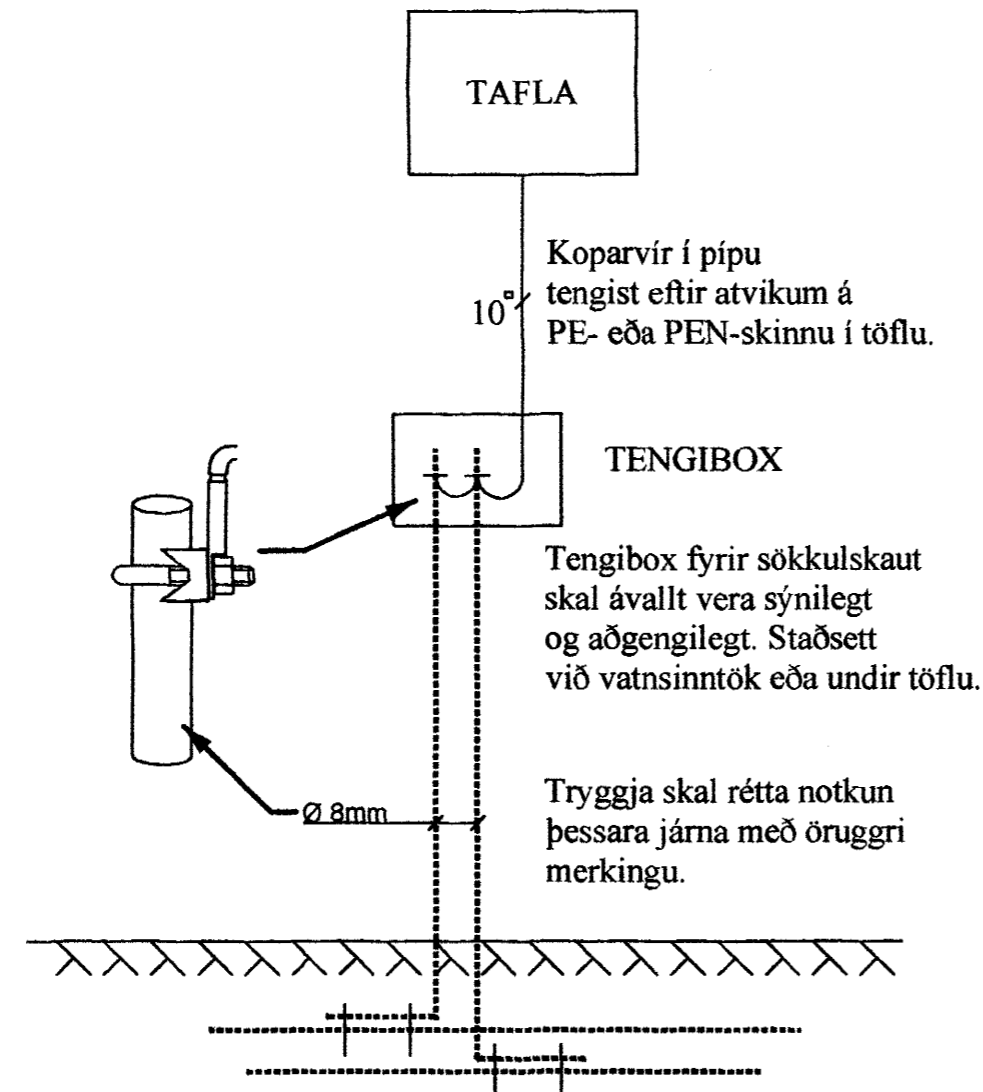 TAFLA
Koparvír í pípu
tengist eftir atvikum á
PE- eða PEN-skinnu í töflu.
10▫
TENGIBOX
Tengibox fyrir sökkulskaut
skal ávallt vera sýnilegt
og aðgengilegt. Staðsett
við vatnsinntök eða undir töflu.
Tryggja skal rétta notkun
þessara járna með öruggri
merkingu.
Ø 8mm